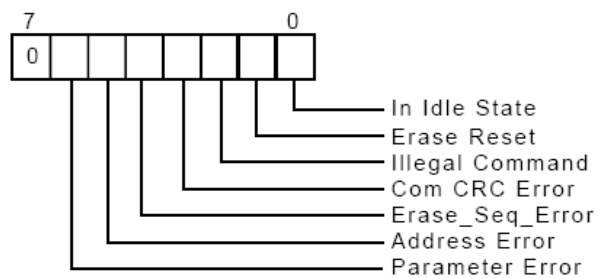 7 0
0
In Idle State
Erase Reset
Illegal Command
Com CRC Error
Erase_Seq_Error
Address Error
Parameter Error